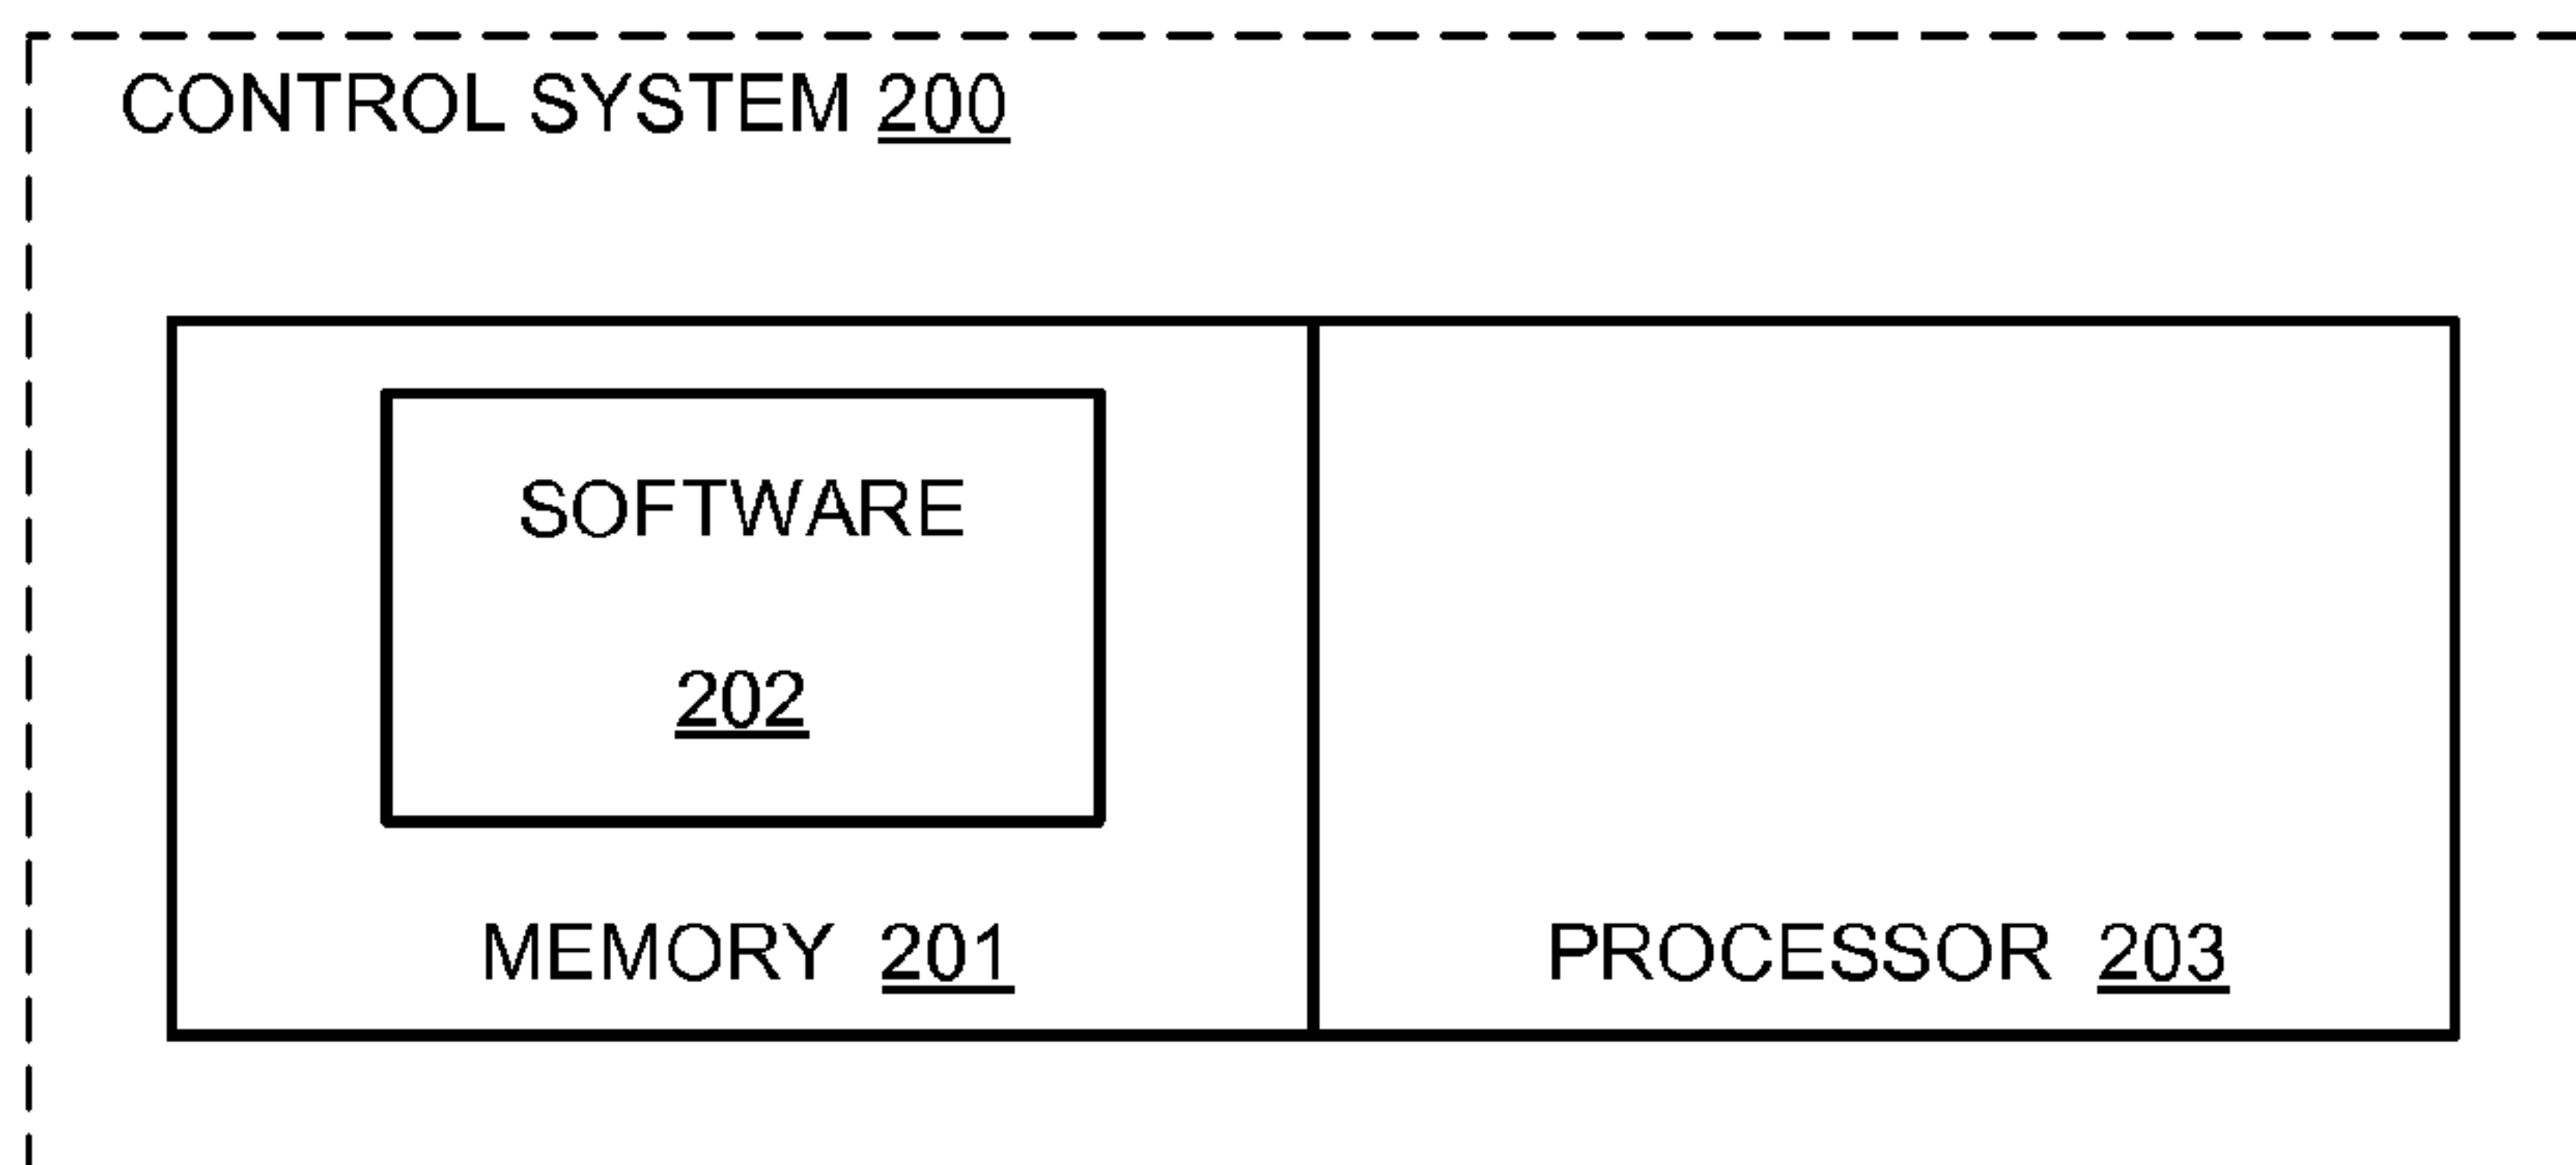 CONTROL SYSTEM 200
SOFTWARE
202
MEMORY 201
PROCESSOR 203